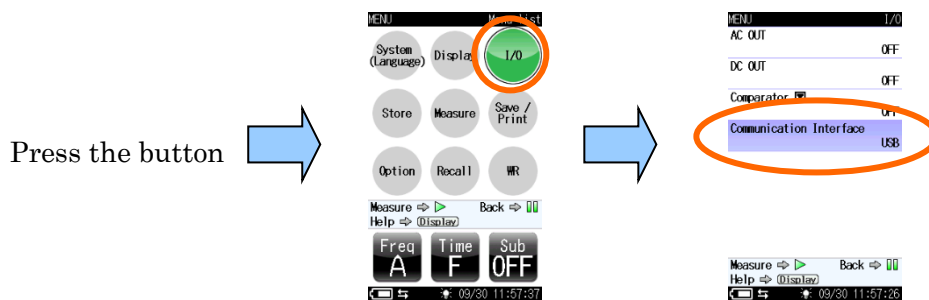 Press the button
MENU Menu List
System
(Language)
Display
I/O
Store
Measure
Save /
Print
Option
Recall
WR
Measure ⇨ ▷ Back ⇨
Help ⇨ Display
Freq
A
Time
F
Sub
OFF
09/30 11:57:37
MENU I/O
AC OUT
OFF
DC OUT
OFF
Comparator ▼
OFF
Communication Interface
USB
Measure ⇨ ▷ Back ⇨
Help ⇨ Display
09/30 11:57:26